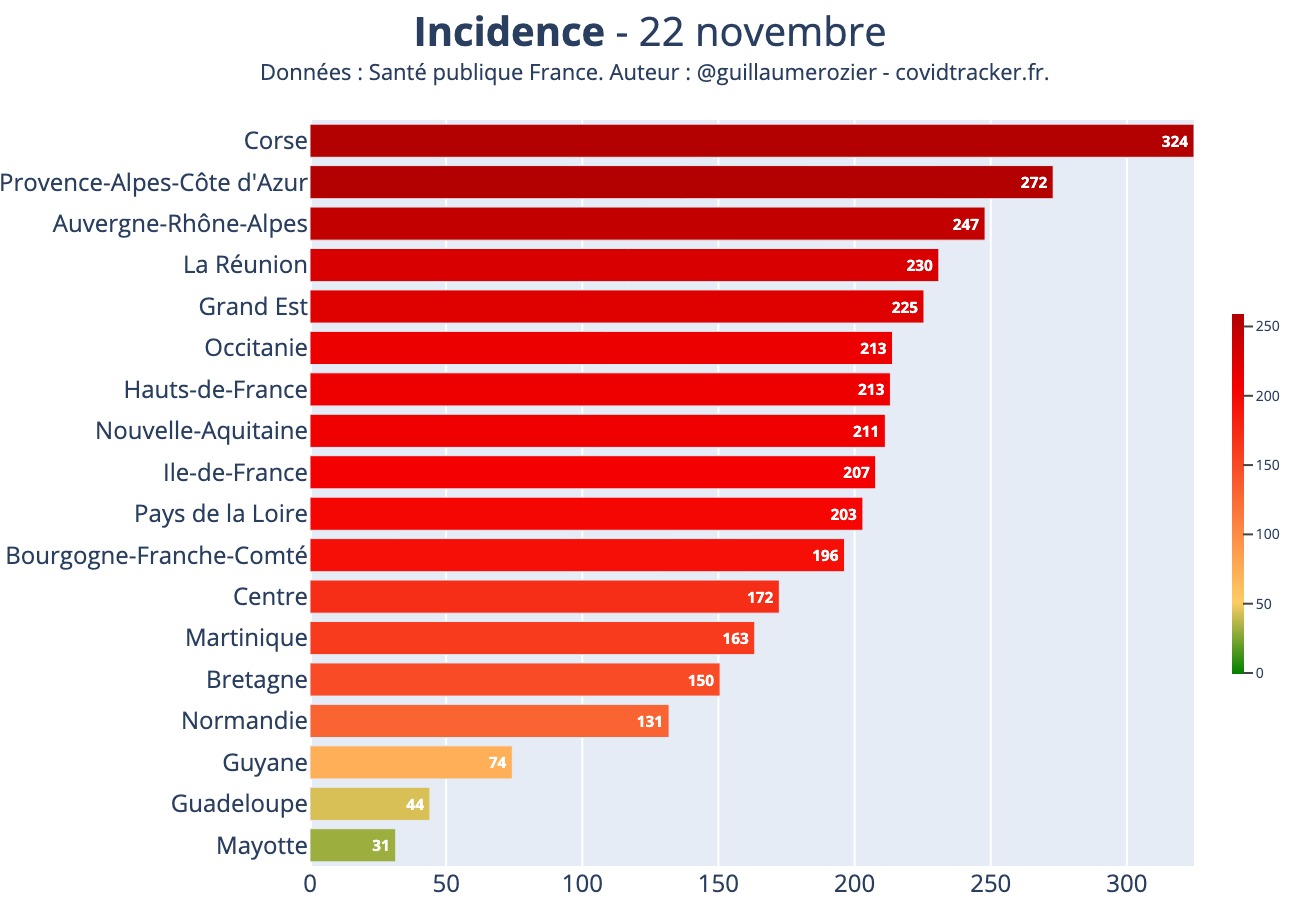 Incidence - 22 novembre
Données : Santé publique France. Auteur : @guillaumerozier - covidtracker.fr.
Corse 324
Provence-Alpes-Côte d'Azur 272
Auvergne-Rhône-Alpes 247
La Réunion 230
Grand Est 225
Occitanie 213
Hauts-de-France 213
Nouvelle-Aquitaine 211
Ile-de-France 207
Pays de la Loire 203
Bourgogne-Franche-Comté 196
Centre 172
Martinique 163
Bretagne 150
Normandie 131
Guyane 74
Guadeloupe 44
Mayotte 31
0 50 100 150 200 250 300
250
200
150
100
50
0